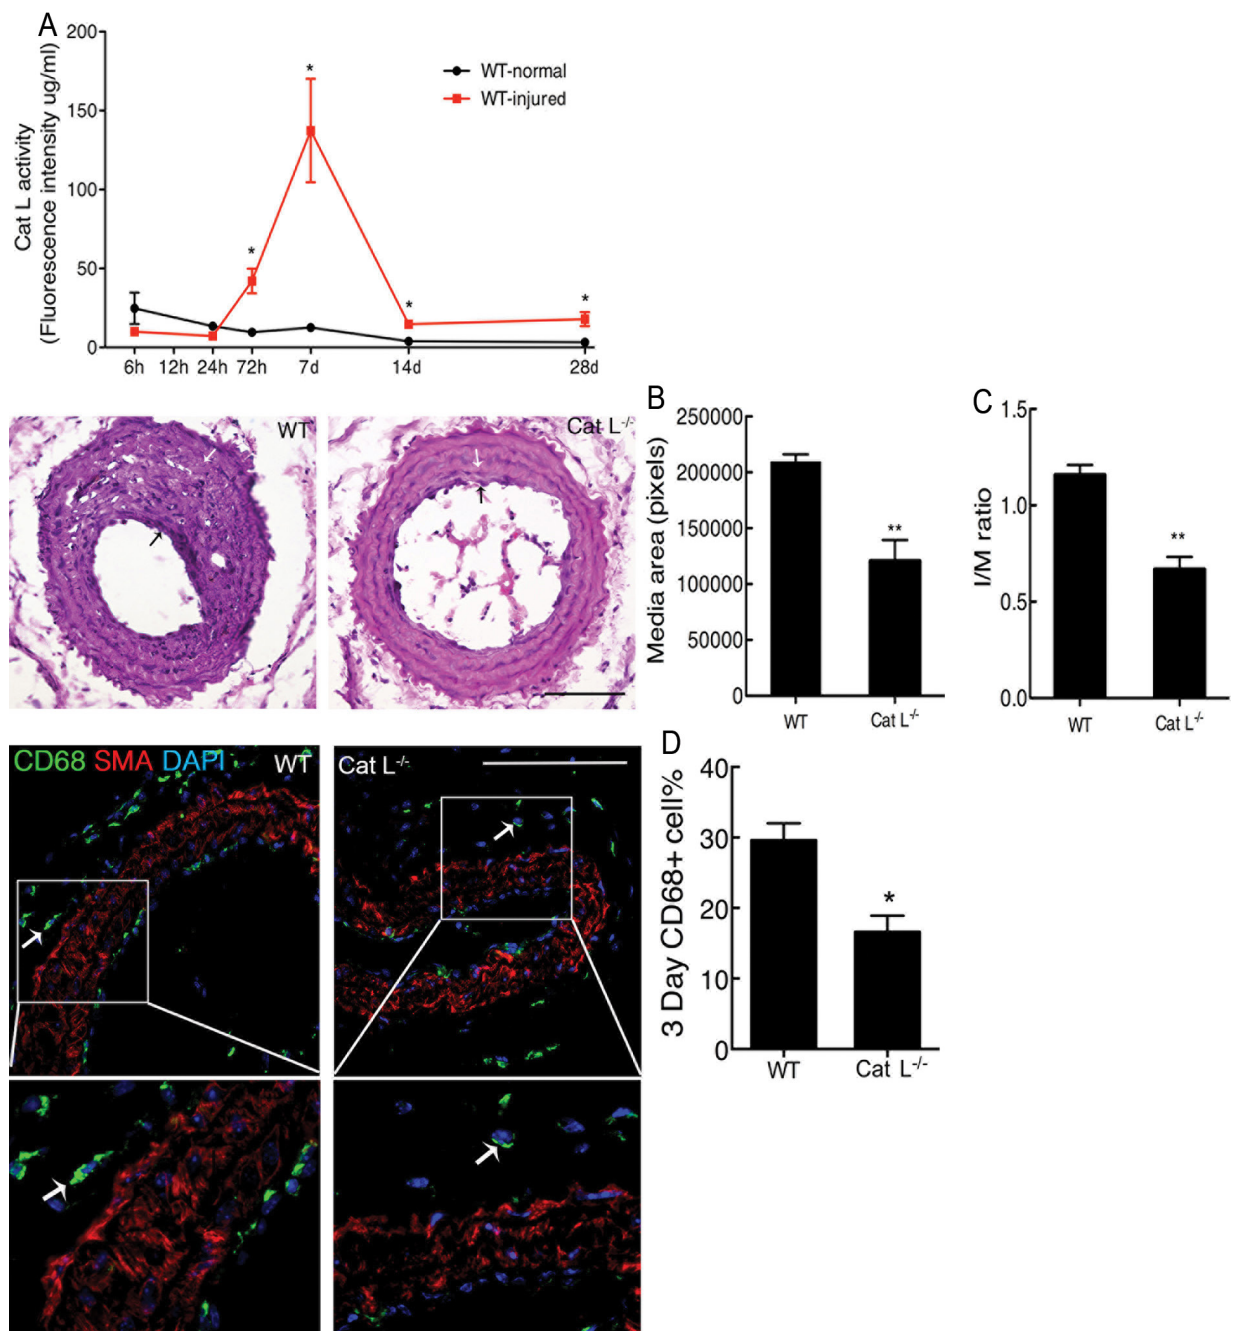 A
200
150
100
50
0
Cat L activity
(Fluorescence intensity ug/ml)
WT-normal
WT-injured
*
*
*
*
6h 12h 24h 72h 7d 14d 28d
WT
Cat L-/-
B
250000
200000
150000
100000
50000
0
Media area (pixels)
**
WT Cat L-/-
C
1.5
1.0
0.5
0.0
I/M ratio
**
WT Cat L-/-
CD68 SMA DAPI WT
Cat L-/-
D
40
30
20
10
0
3 Day CD68+ cell%
*
WT Cat L-/-